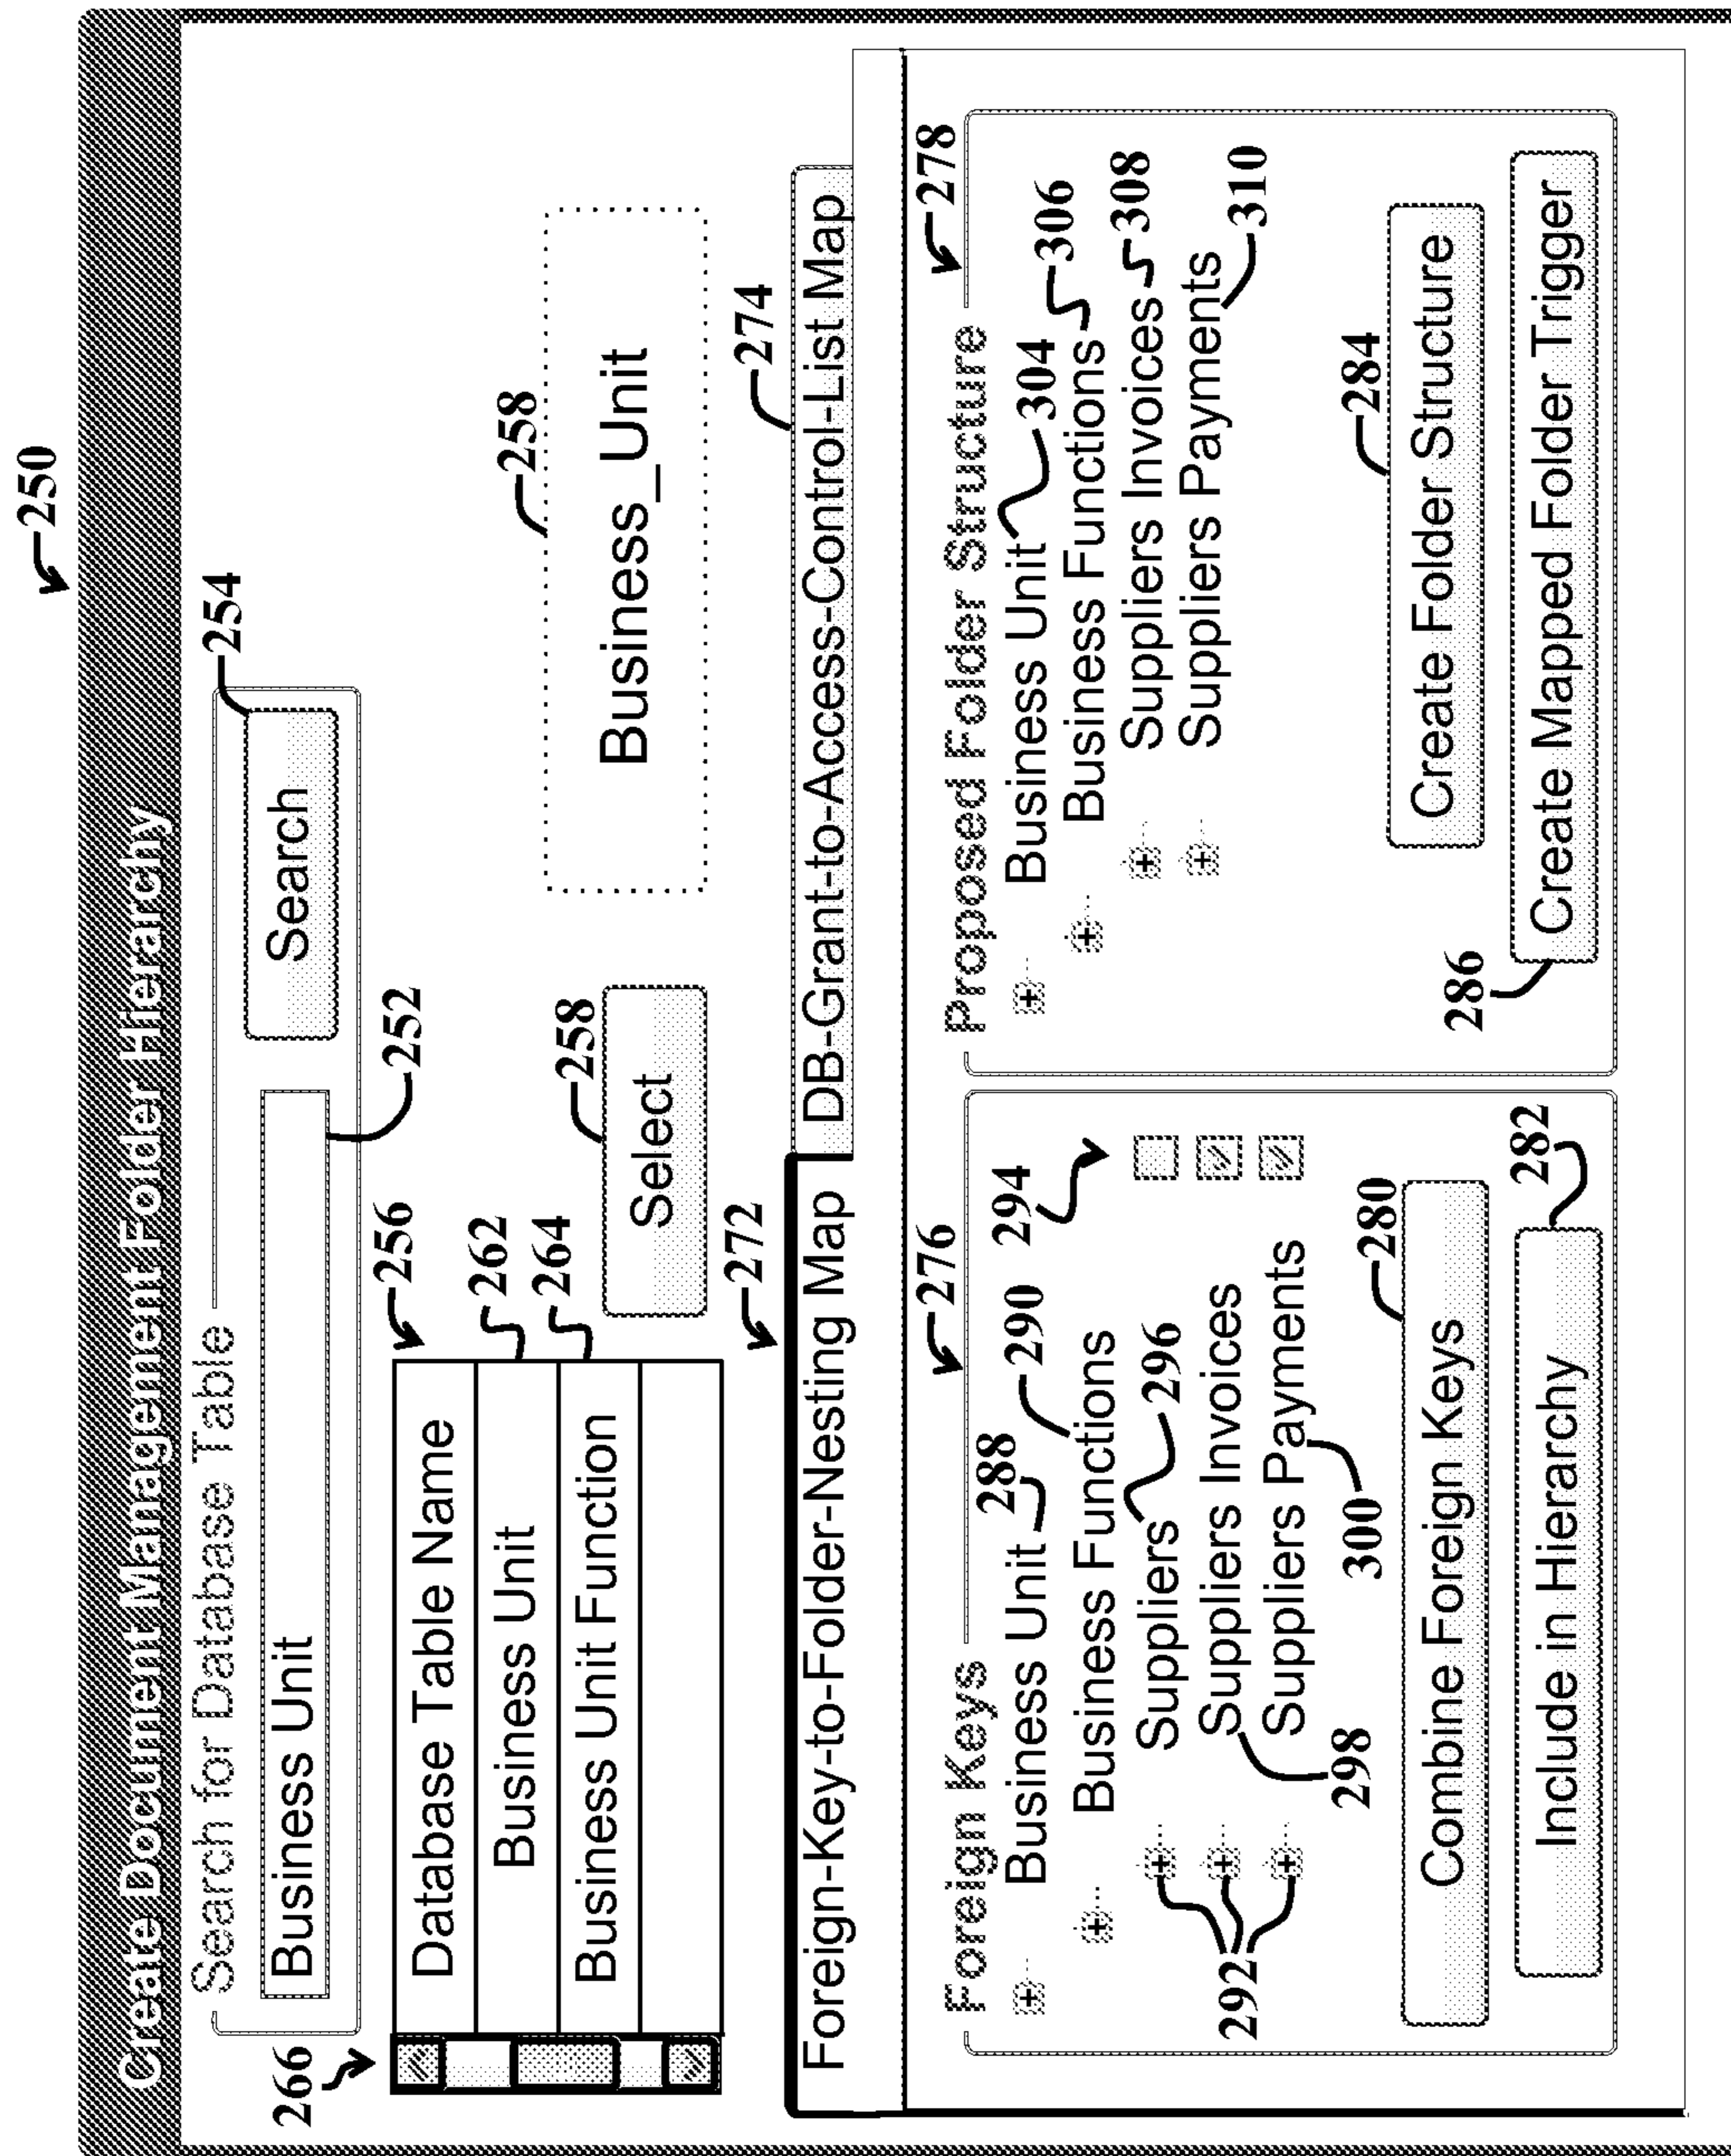 250
Create Document Management Folder Hierarchy
Search for Database Table
254
Business Unit
Search
252
266
256
Database Table Name
262
Business Unit
264
Business Unit Function
258
Select
258
Business_Unit
272
274
Foreign-Key-to-Folder-Nesting Map
DB-Grant-to-Access-Control-List Map
276
278
Foreign Keys
288
290
294
Business Unit
Business Functions
296
Suppliers
Suppliers Invoices
Suppliers Payments
292
298
300
280
Combine Foreign Keys
282
Include in Hierarchy
Proposed Folder Structure
Business Unit 304
Business Functions 306
Suppliers Invoices 308
Suppliers Payments 310
284
Create Folder Structure
286
Create Mapped Folder Trigger